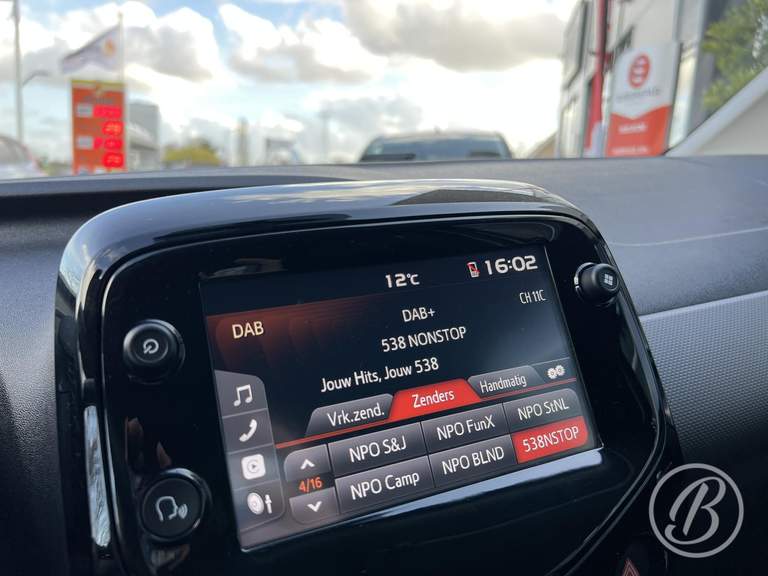 12°C
16:02
DAB
DAB+
CH 11C
538 NONSTOP
Jouw Hits, Jouw 538
Vrk.zend.
Zenders
Handmatig
4/16
NPO S&J
NPO FunX
NPO StNL
NPO Camp
NPO BLND
538NSTOP
B